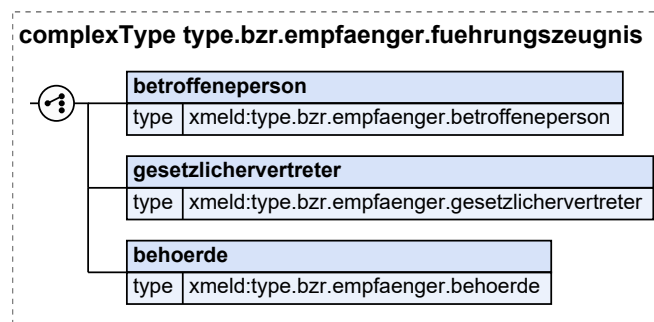 complexType type.bzr.empfaenger.fuehrungszeugnis
betroffeneperson
type xmeld:type.bzr.empfaenger.betroffeneperson
gesetzlichervertreter
type xmeld:type.bzr.empfaenger.gesetzlichervertreter
behoerde
type xmeld:type.bzr.empfaenger.behoerde